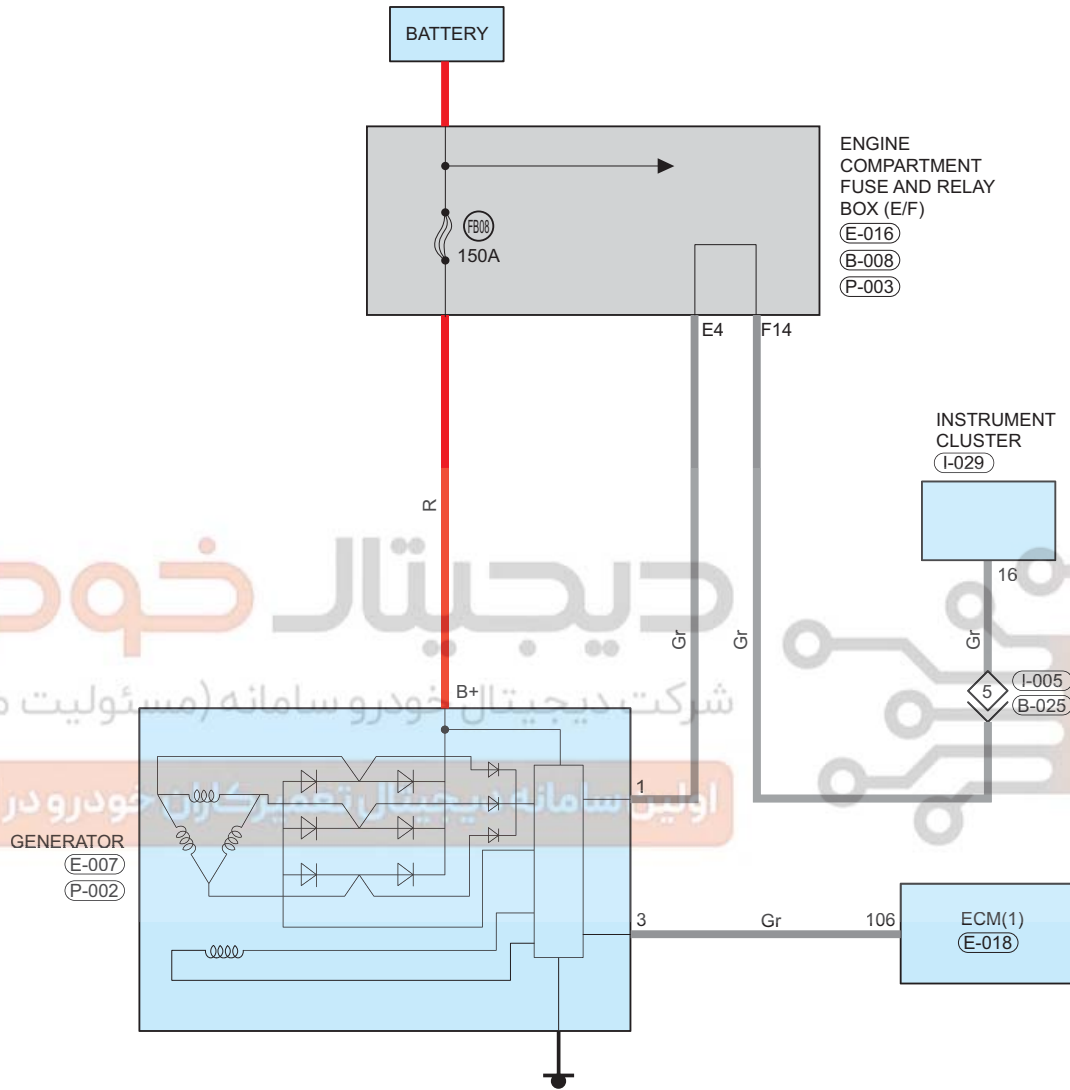 BATTERY
ENGINE
COMPARTMENT
FUSE AND RELAY
BOX (E/F)
E-016
B-008
P-003
FB08
150A
E4
F14
INSTRUMENT
CLUSTER
I-029
16
R
Gr
Gr
Gr
5
I-005
B-025
دیجیتال خود
شرکت دیجیتال خودرو سامانه (مسئولیت
B+
اولین سامانه دیجیتال تعمیرکاران خودرو در
1
GENERATOR
E-007
P-002
3
Gr
106
ECM(1)
E-018